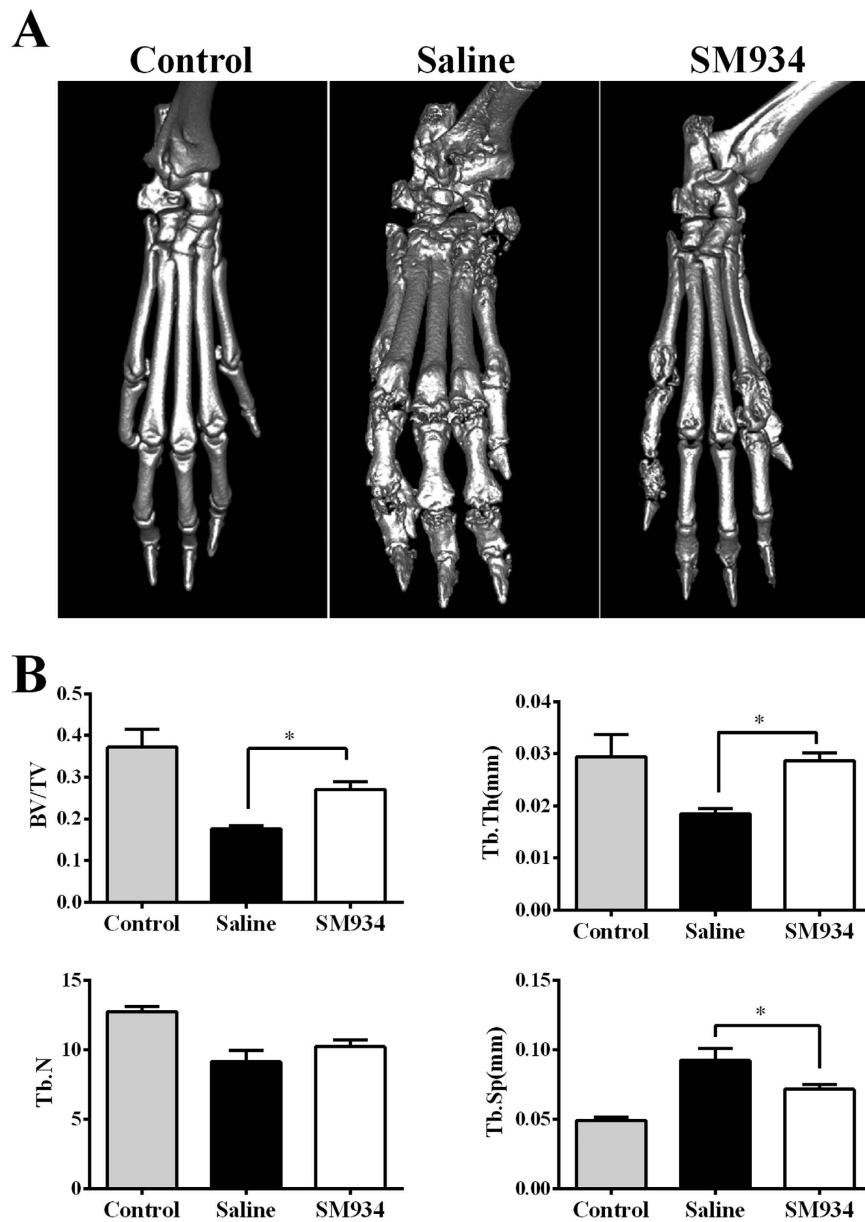 A
Control Saline SM934
B
0.5
0.4
0.3
0.2
0.1
0.0
BV/TV
*
Control Saline SM934
0.04
0.03
0.02
0.01
0.00
Tb.Th(mm)
*
Control Saline SM934
15
10
5
0
Tb.N
Control Saline SM934
0.15
0.10
0.05
0.00
Tb.Sp(mm)
*
Control Saline SM934